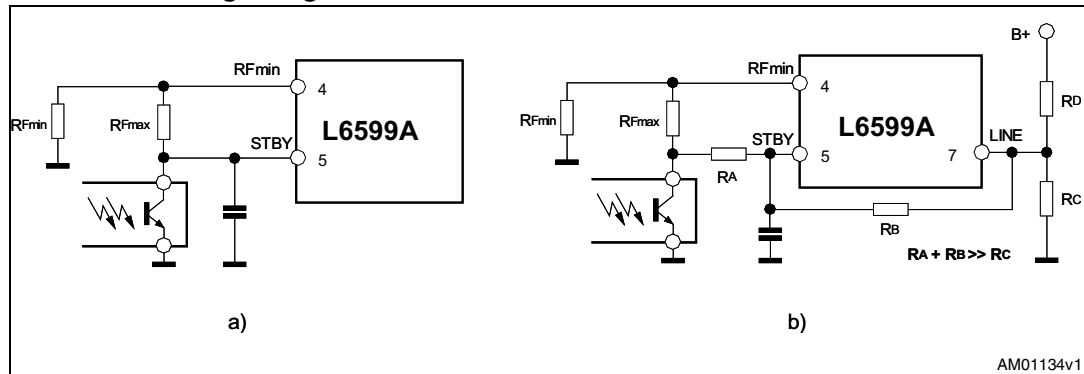 B+
RFmin
4
RFmin
RFmax
L6599A
STBY
5
RFmin
4
RFmin
RFmax
L6599A
RD
STBY
LINE
5
7
RA
RC
RB
RA + RB >> RC
a)
b)
AM01134v1